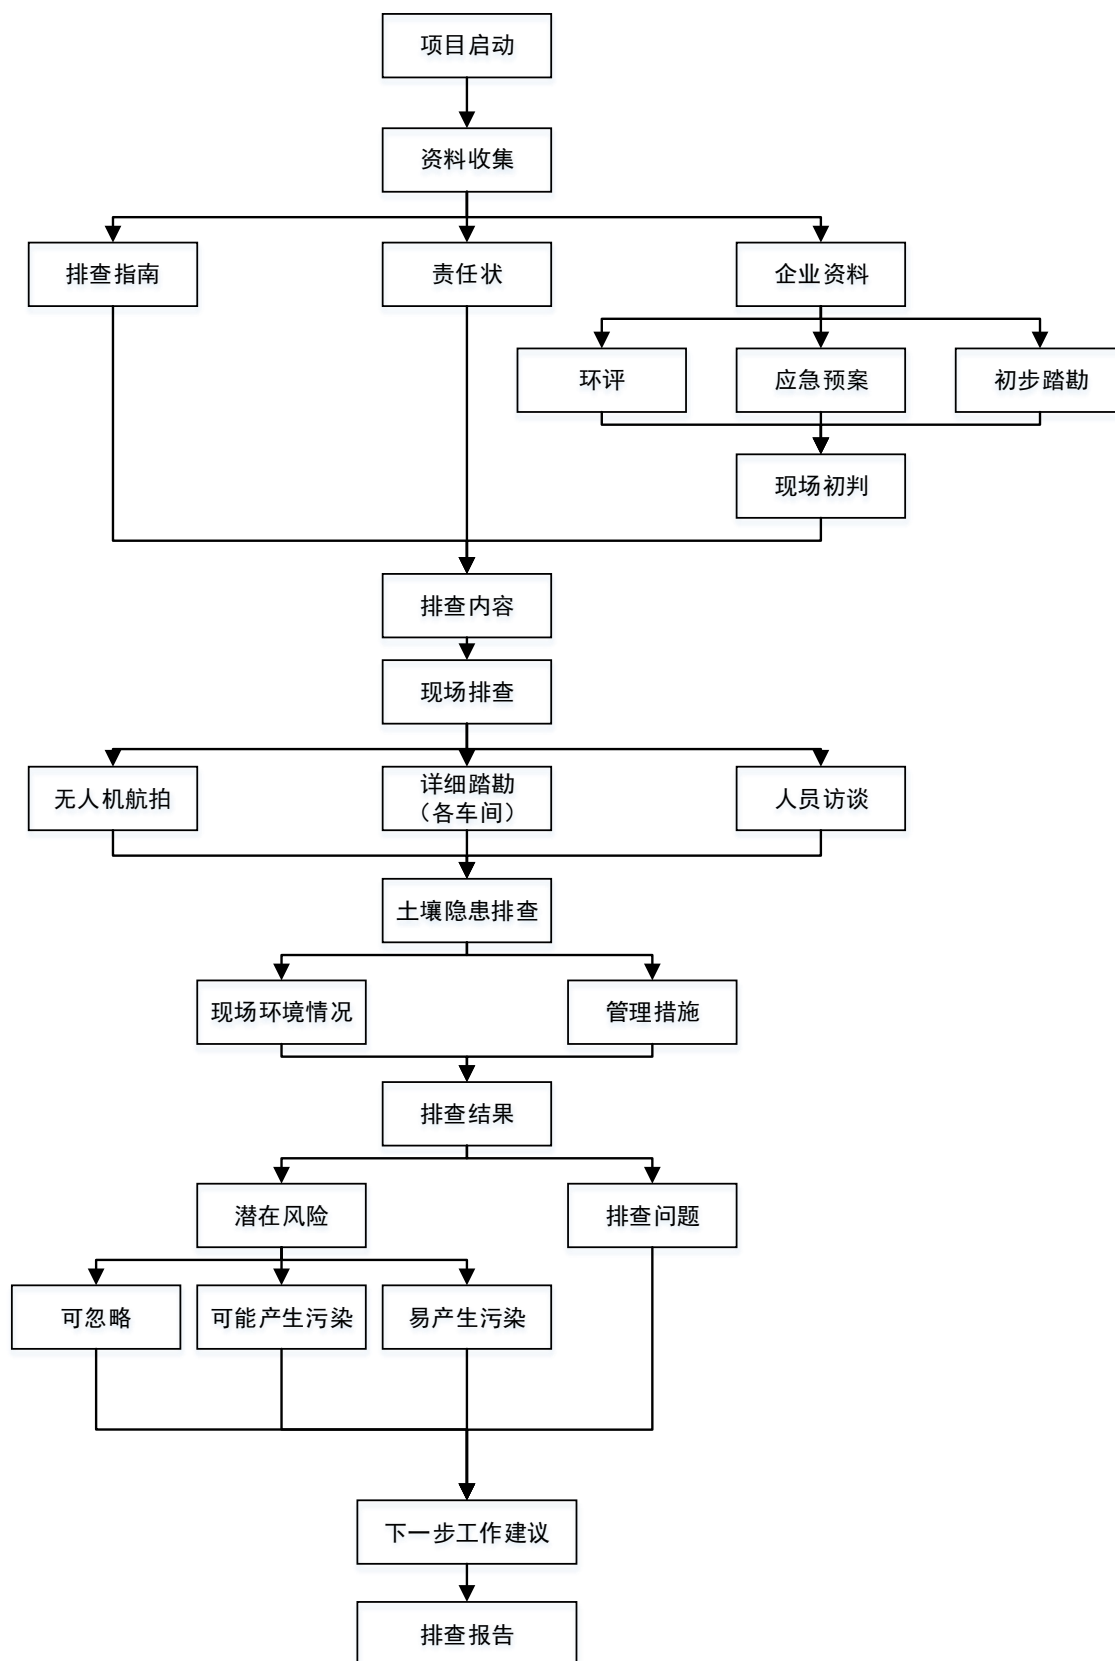 项目启动
资料收集
排查指南
责任状
企业资料
环评
应急预案
初步踏勘
现场初判
排查内容
现场排查
无人机航拍
详细踏勘
（各车间）
人员访谈
土壤隐患排查
现场环境情况
管理措施
排查结果
潜在风险
排查问题
可忽略
可能产生污染
易产生污染
下一步工作建议
排查报告